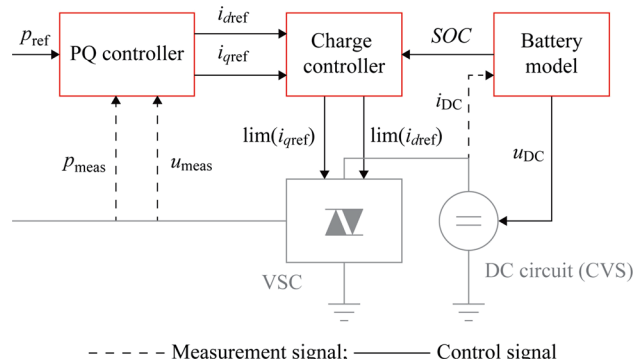 p_ref
PQ controller
i_dref
i_qref
Charge controller
SOC
Battery model
i_DC
lim(i_qref)
lim(i_dref)
u_DC
p_meas
u_meas
VSC
DC circuit (CVS)
Measurement signal;
Control signal